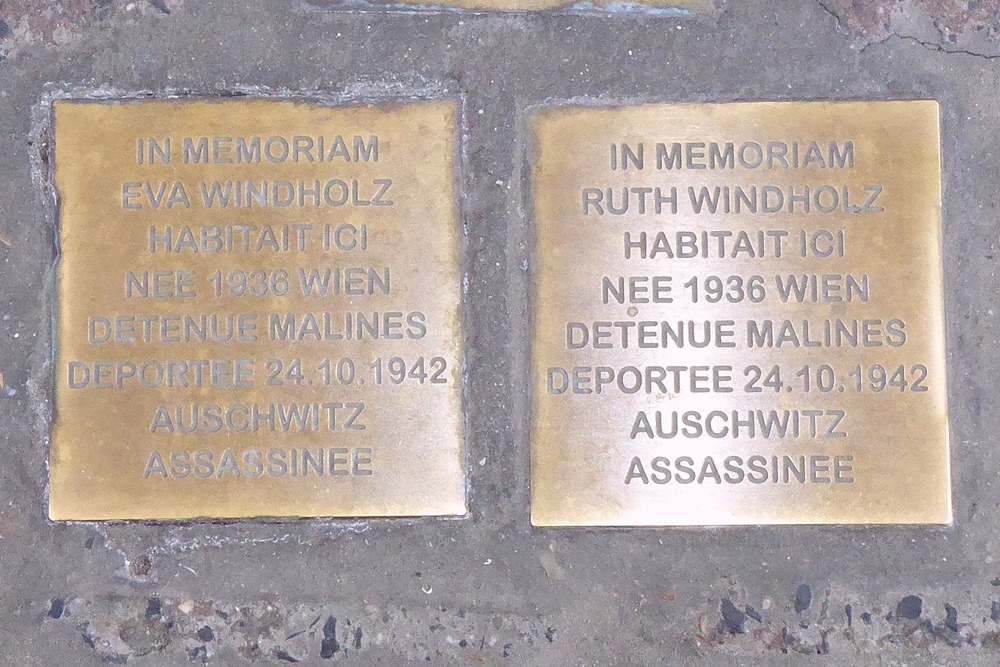 IN MEMORIAM
EVA WINDHOLZ
HABITAIT ICI
NEE 1936 WIEN
DETENUE MALINES
DEPORTEE 24.10.1942
AUSCHWITZ
ASSASSINEE
IN MEMORIAM
RUTH WINDHOLZ
HABITAIT ICI
NEE 1936 WIEN
DETENUE MALINES
DEPORTEE 24.10.1942
AUSCHWITZ
ASSASSINEE